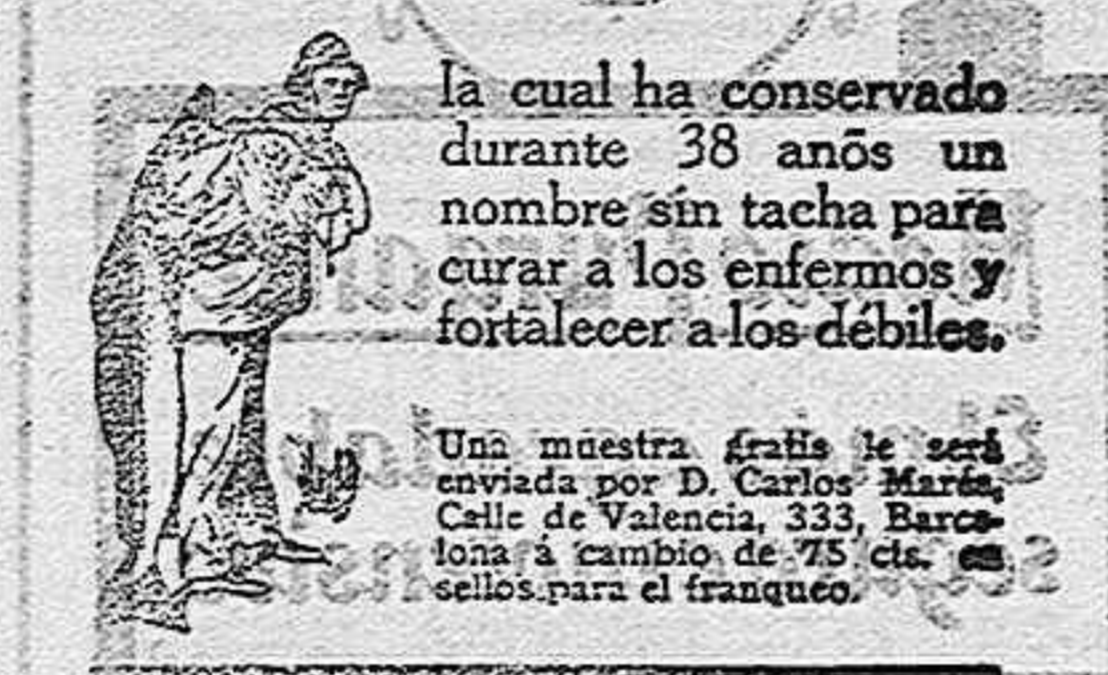 la cual ha conservado
durante 38 anõs un
nombre sin tacha para
curar a los enfermos y
fortalecer a los débiles.
Una muestra gratis le será
enviada por D. Carlos Marés,
Calle de Valencia, 333, Barce-
lona á cambio de 75 cts. en
sellos para el franqueo.